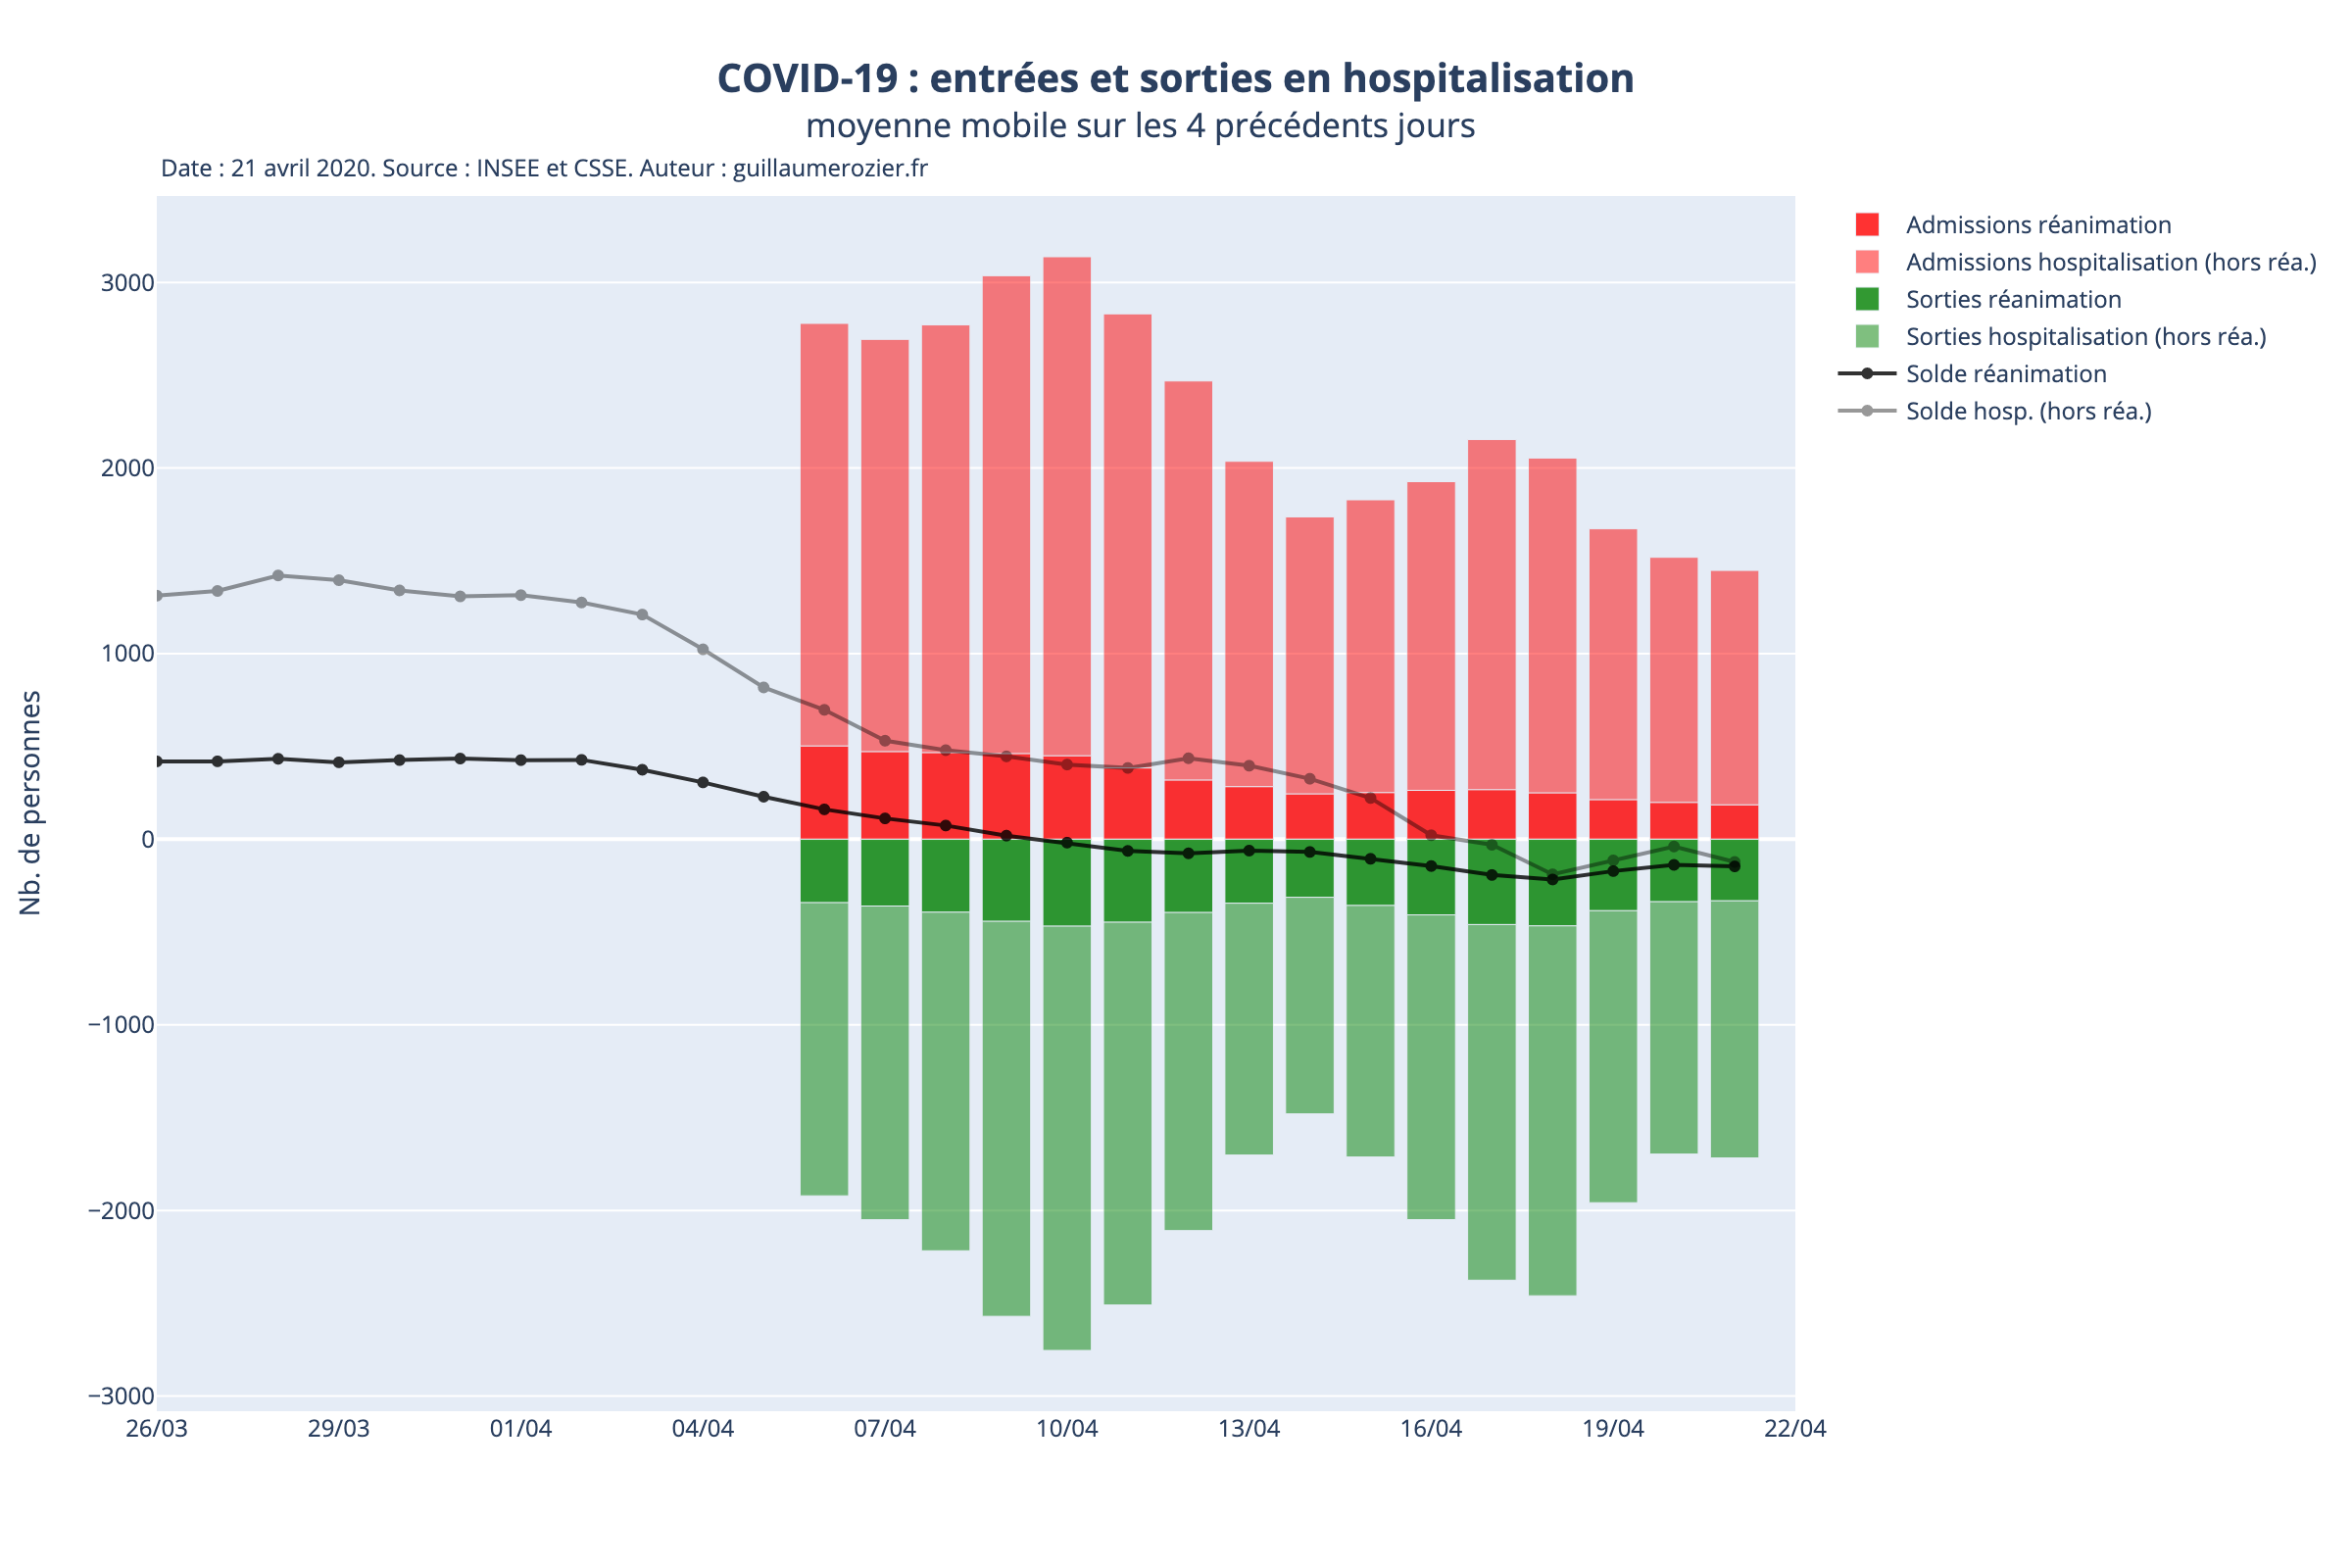 COVID-19 : entrées et sorties en hospitalisation
moyenne mobile sur les 4 précédents jours
Date : 21 avril 2020. Source : INSEE et CSSE. Auteur : guillaumerozier.fr
Admissions réanimation
Admissions hospitalisation (hors réa.)
Sorties réanimation
Sorties hospitalisation (hors réa.)
Solde réanimation
Solde hosp. (hors réa.)
Nb. de personnes
3000
2000
1000
0
−1000
−2000
−3000
26/03 29/03 01/04 04/04 07/04 10/04 13/04 16/04 19/04 22/04